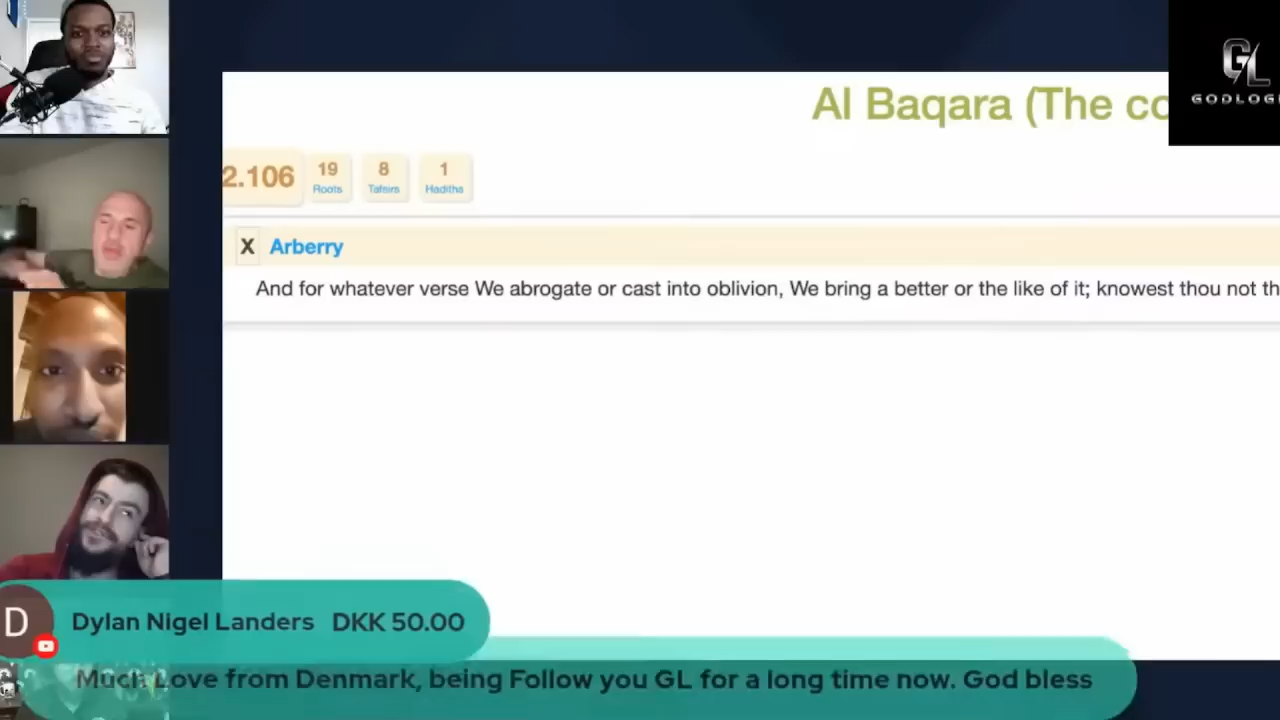 Al Baqara (The co
GL
GODLOGI
2.106
19
Roots
8
Tafsirs
1
Hadiths
X Arberry
And for whatever verse We abrogate or cast into oblivion, We bring a better or the like of it; knowest thou not th
D
Dylan Nigel Landers DKK 50.00
Much Love from Denmark, being Follow you GL for a long time now. God bless